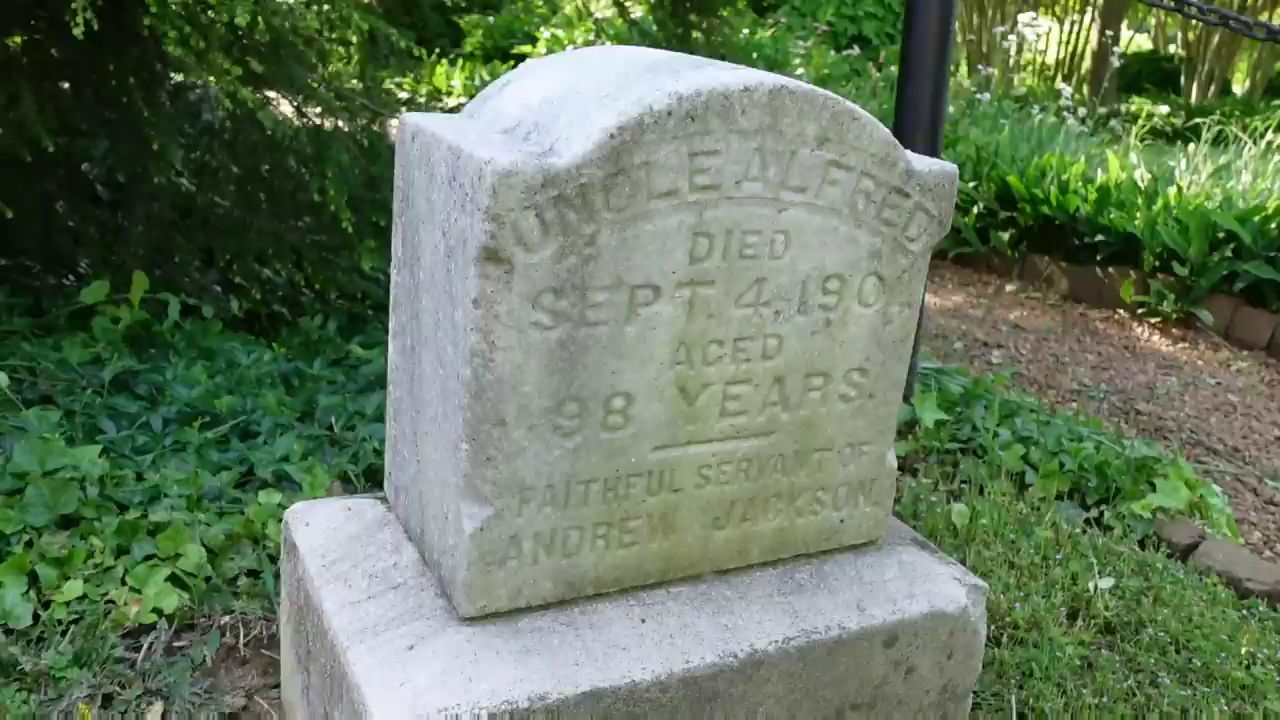 UNCLE ALFRED
DIED
SEPT. 4, 190
AGED
98 YEARS.
FAITHFUL SERVANT OF
ANDREW JACKSON.